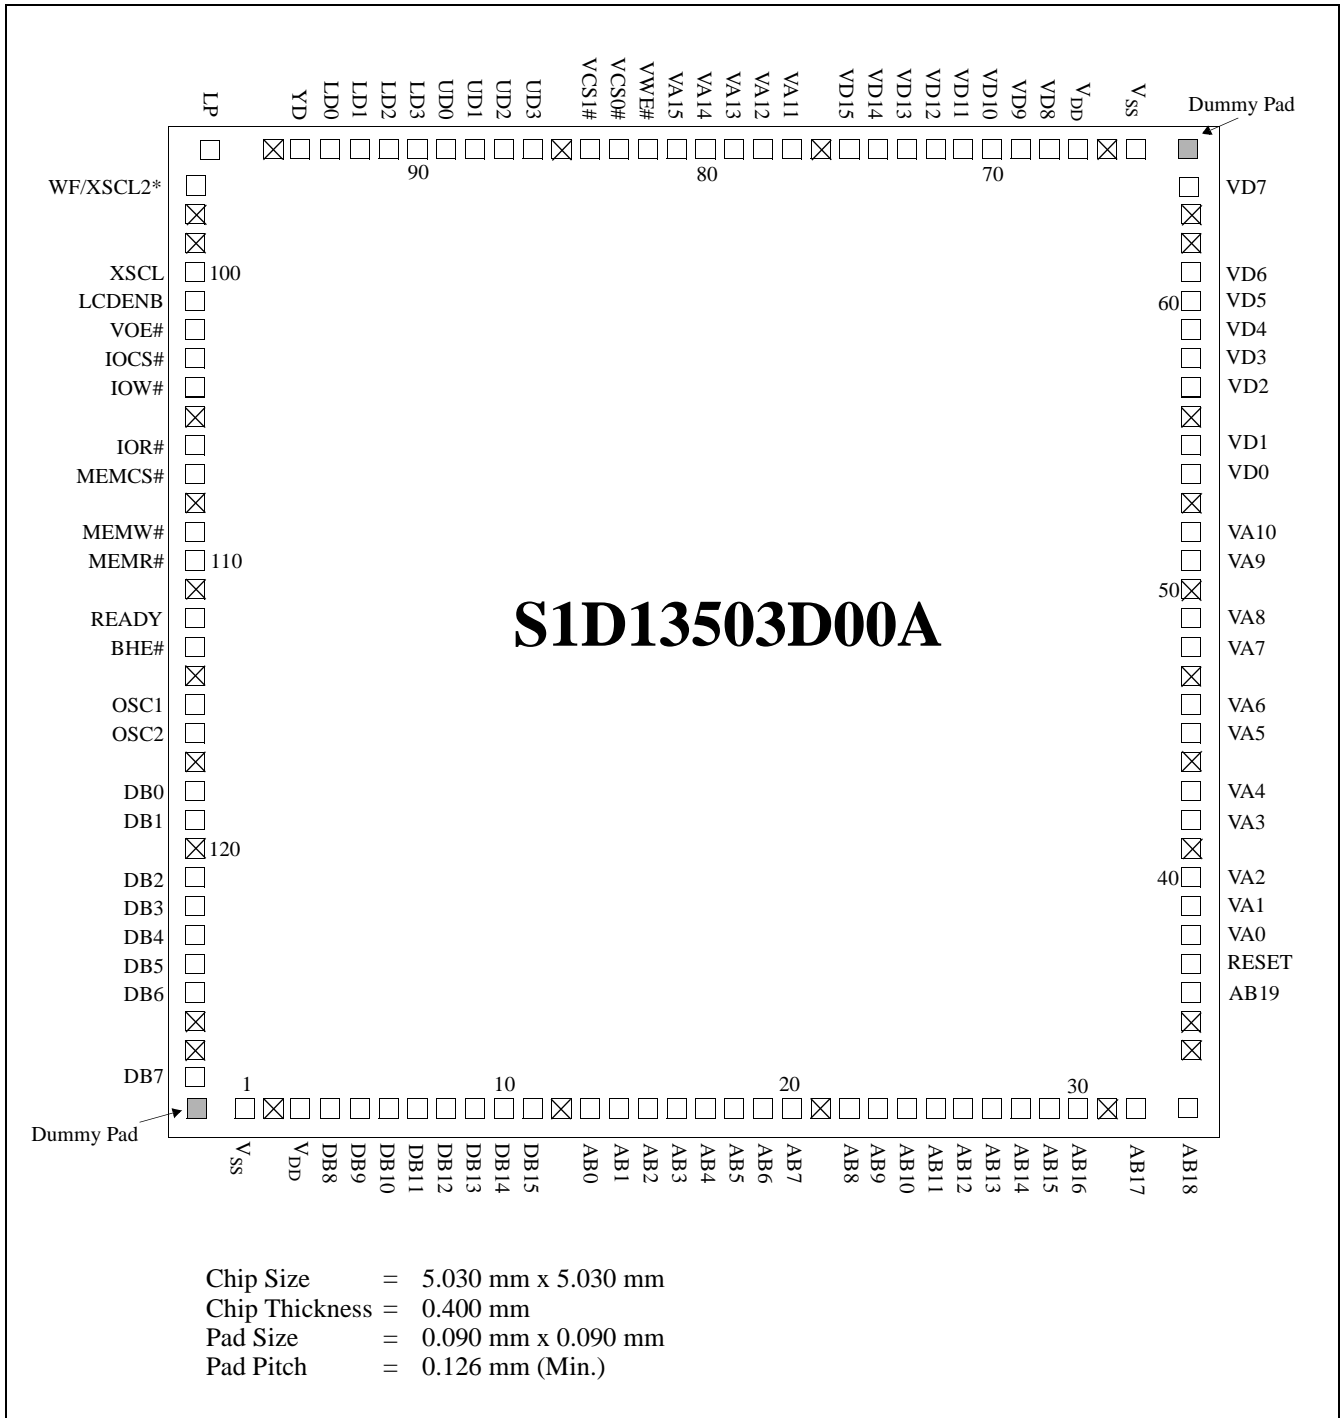 LP YD LD0 LD1 LD2 LD3 UD0 UD1 UD2 UD3 VCS1# VCS0# VWE# VA15 VA14 VA13 VA12 VA11 VD15 VD14 VD13 VD12 VD11 VD10 VD9 VD8 VDD VSS
Dummy Pad
90 80 70
WF/XSCL2* VD7
XSCL 100 VD6
LCDENB 60 VD5
VOE# VD4
IOCS# VD3
IOW# VD2
IOR# VD1
MEMCS# VD0
MEMW# VA10
MEMR# 110 VA9
50
READY VA8
BHE# VA7
S1D13503D00A
OSC1 VA6
OSC2 VA5
DB0 VA4
DB1 VA3
120
DB2 40 VA2
DB3 VA1
DB4 VA0
DB5 RESET
DB6 AB19
DB7
1 10 20 30
Dummy Pad
VSS VDD DB8 DB9 DB10 DB11 DB12 DB13 DB14 DB15 AB0 AB1 AB2 AB3 AB4 AB5 AB6 AB7 AB8 AB9 AB10 AB11 AB12 AB13 AB14 AB15 AB16 AB17 AB18
Chip Size = 5.030 mm x 5.030 mm
Chip Thickness = 0.400 mm
Pad Size = 0.090 mm x 0.090 mm
Pad Pitch = 0.126 mm (Min.)